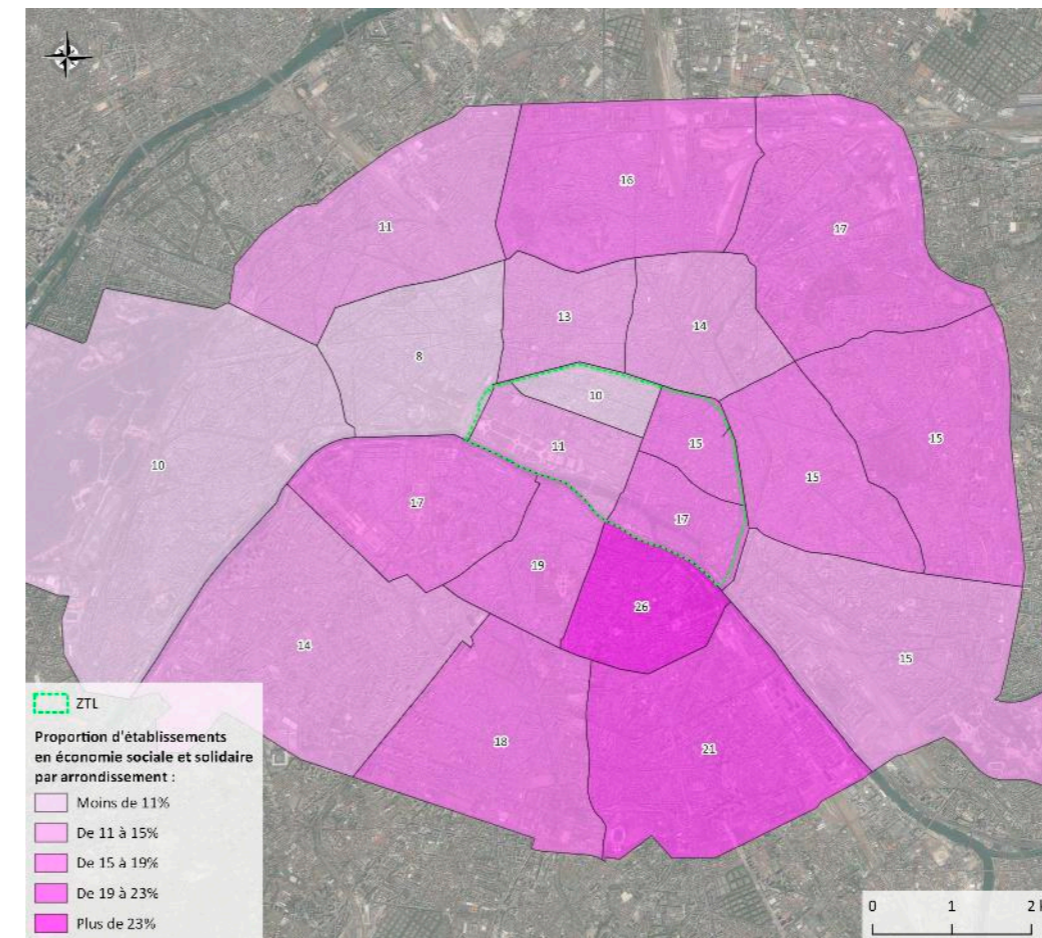 16
17
11
13
14
8
10
11
15
10
15
15
17
17
19
26
14
15
18
21
ZTL
Proportion d'établissements
en économie sociale et solidaire
par arrondissement :
Moins de 11%
De 11 à 15%
De 15 à 19%
De 19 à 23%
Plus de 23%
0 1 2 k